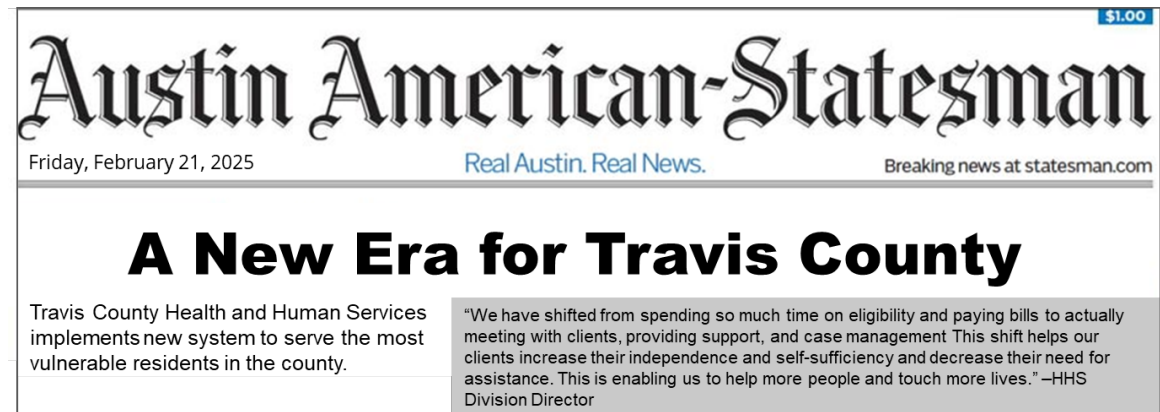 $1.00
Austin American-Statesman
Friday, February 21, 2025
Real Austin. Real News.
Breaking news at statesman.com
A New Era for Travis County
Travis County Health and Human Services
implements new system to serve the most
vulnerable residents in the county.
“We have shifted from spending so much time on eligibility and paying bills to actually
meeting with clients, providing support, and case management This shift helps our
clients increase their independence and self-sufficiency and decrease their need for
assistance. This is enabling us to help more people and touch more lives.” –HHS
Division Director